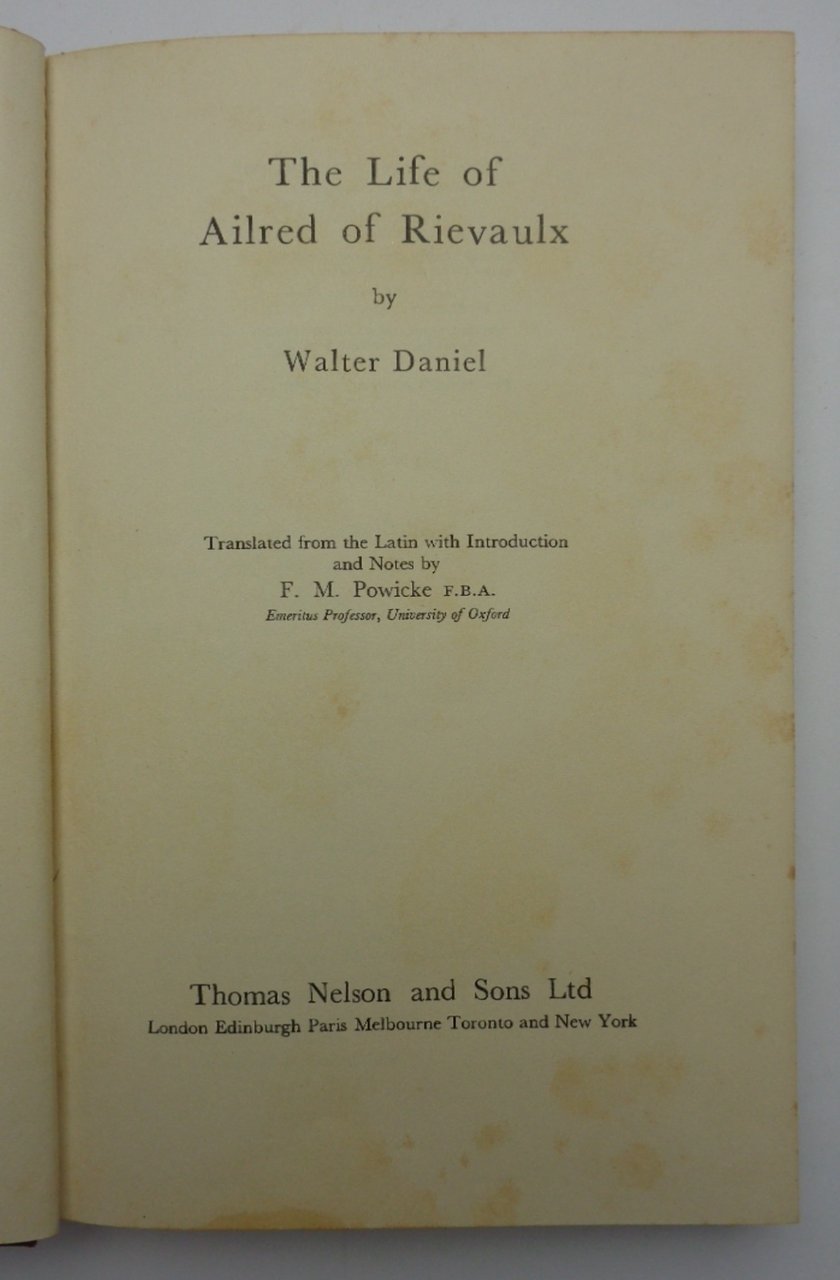 The Life of
Ailred of Rievaulx
by
Walter Daniel
Translated from the Latin with Introduction
and Notes by
F. M. Powicke F.B.A.
Emeritus Professor, University of Oxford
Thomas Nelson and Sons Ltd
London Edinburgh Paris Melbourne Toronto and New York